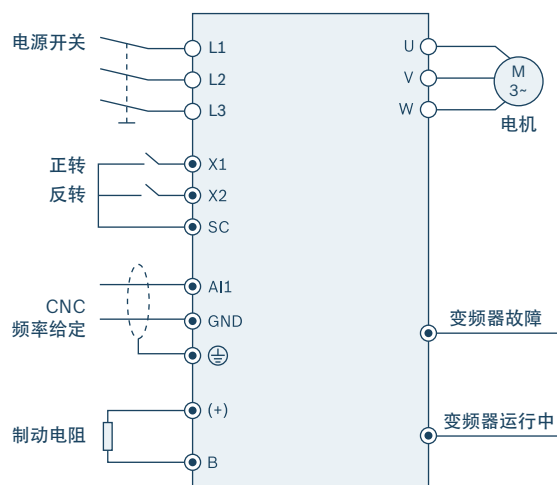 电源开关
L1
L2
L3
U
V
W
M
3~
电机
正转
反转
X1
X2
SC
CNC
频率给定
AI1
GND
变频器故障
制动电阻
(+)
B
变频器运行中